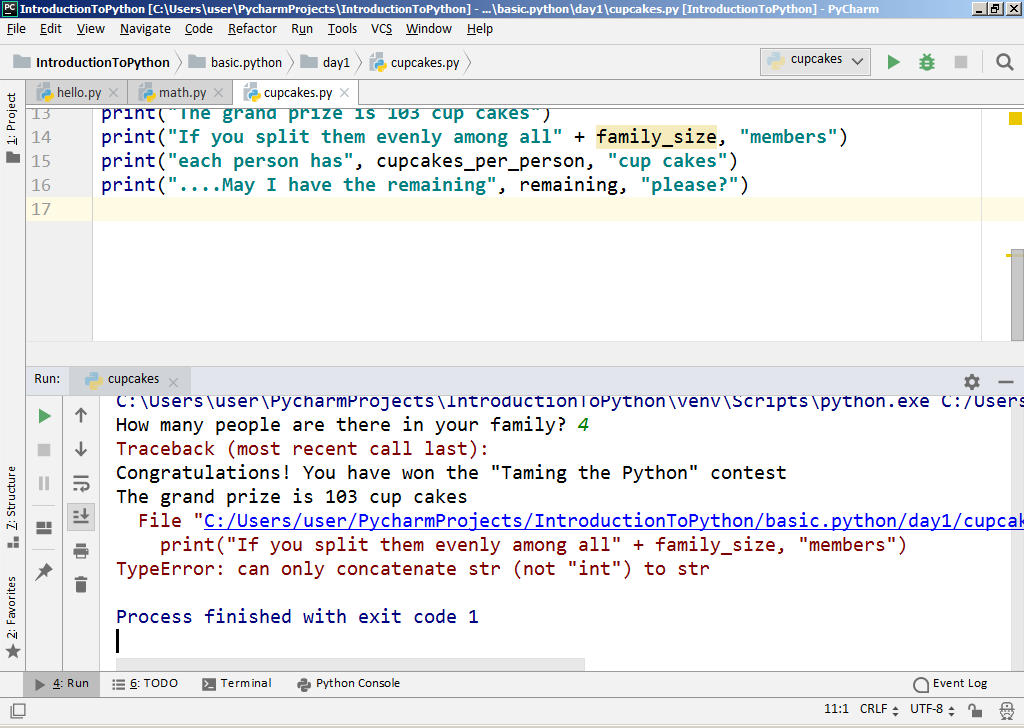 IntroductionToPython [C:\Users\user\PycharmProjects\IntroductionToPython] - ...\basic.python\day1\cupcakes.py [IntroductionToPython] - PyCharm
File Edit View Navigate Code Refactor Run Tools VCS Window Help
IntroductionToPython basic.python day1 cupcakes.py cupcakes
hello.py math.py cupcakes.py
1: Project
13 print("The grand prize is 103 cup cakes")
14 print("If you split them evenly among all" + family_size, "members")
15 print("each person has", cupcakes_per_person, "cup cakes")
16 print("....May I have the remaining", remaining, "please?")
17
Run: cupcakes
C:\Users\user\PycharmProjects\IntroductionToPython\venv\Scripts\python.exe C:/Users
How many people are there in your family? 4
Traceback (most recent call last):
Congratulations! You have won the "Taming the Python" contest
The grand prize is 103 cup cakes
File "C:/Users/user/PycharmProjects/IntroductionToPython/basic.python/day1/cupcak
print("If you split them evenly among all" + family_size, "members")
TypeError: can only concatenate str (not "int") to str
Process finished with exit code 1
7: Structure
2: Favorites
4: Run 6: TODO Terminal Python Console Event Log
11:1 CRLF UTF-8